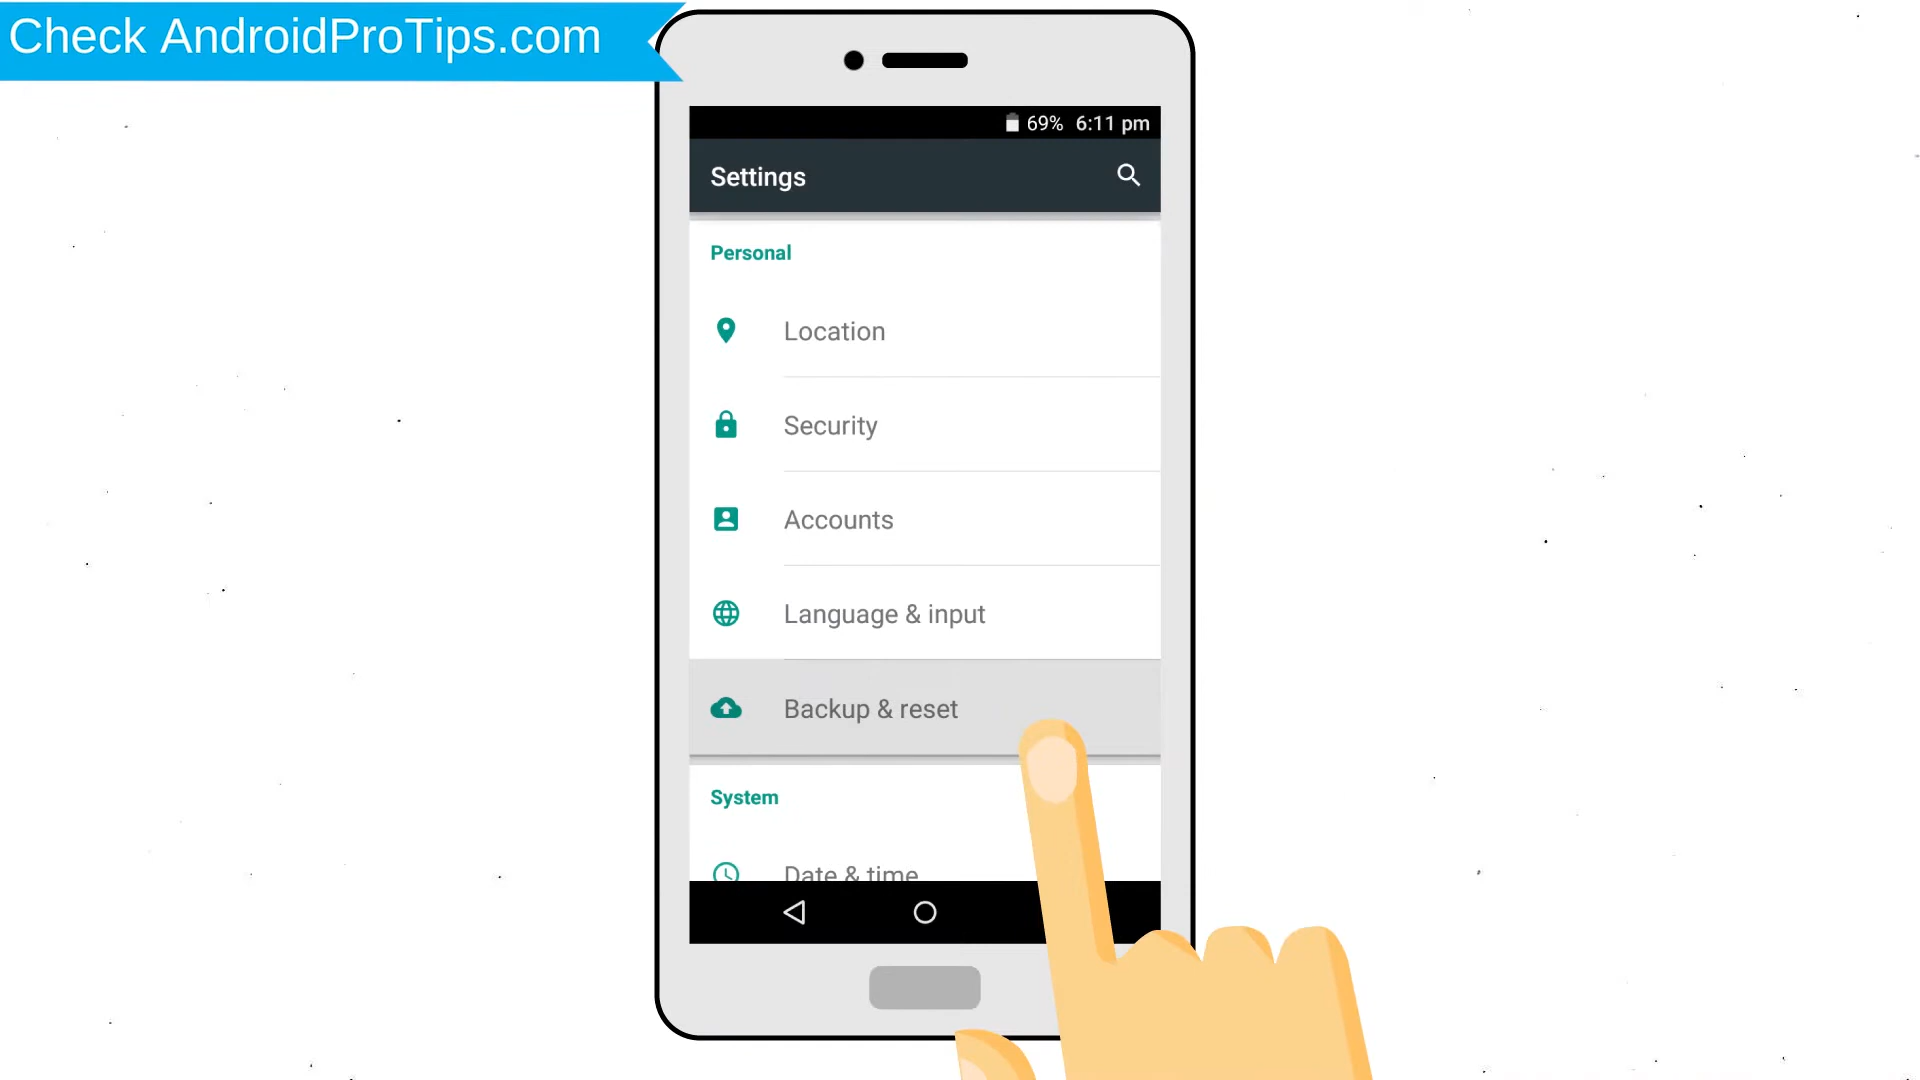 Check AndroidProTips.com
69% 6:11 pm
Settings
Personal
Location
Security
Accounts
Language & input
Backup & reset
System
Date & time